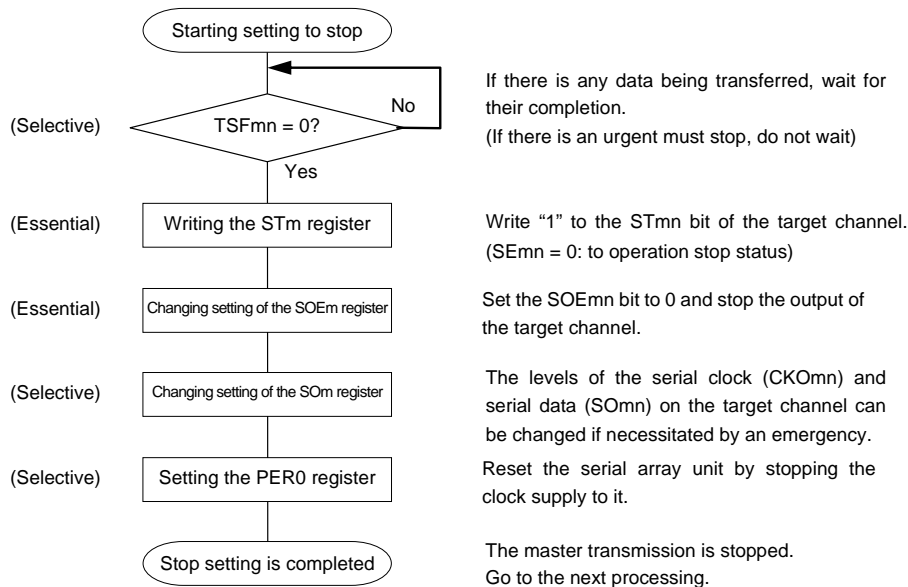 Starting setting to stop
No
(Selective)
TSFmn = 0?
If there is any data being transferred, wait for
their completion.
(If there is an urgent must stop, do not wait)
Yes
(Essential)
Writing the STm register
Write “1” to the STmn bit of the target channel.
(SEmn = 0: to operation stop status)
(Essential)
Changing setting of the SOEm register
Set the SOEmn bit to 0 and stop the output of
the target channel.
(Selective)
Changing setting of the SOm register
The levels of the serial clock (CKOmn) and
serial data (SOmn) on the target channel can
be changed if necessitated by an emergency.
(Selective)
Setting the PER0 register
Reset the serial array unit by stopping the
clock supply to it.
Stop setting is completed
The master transmission is stopped.
Go to the next processing.